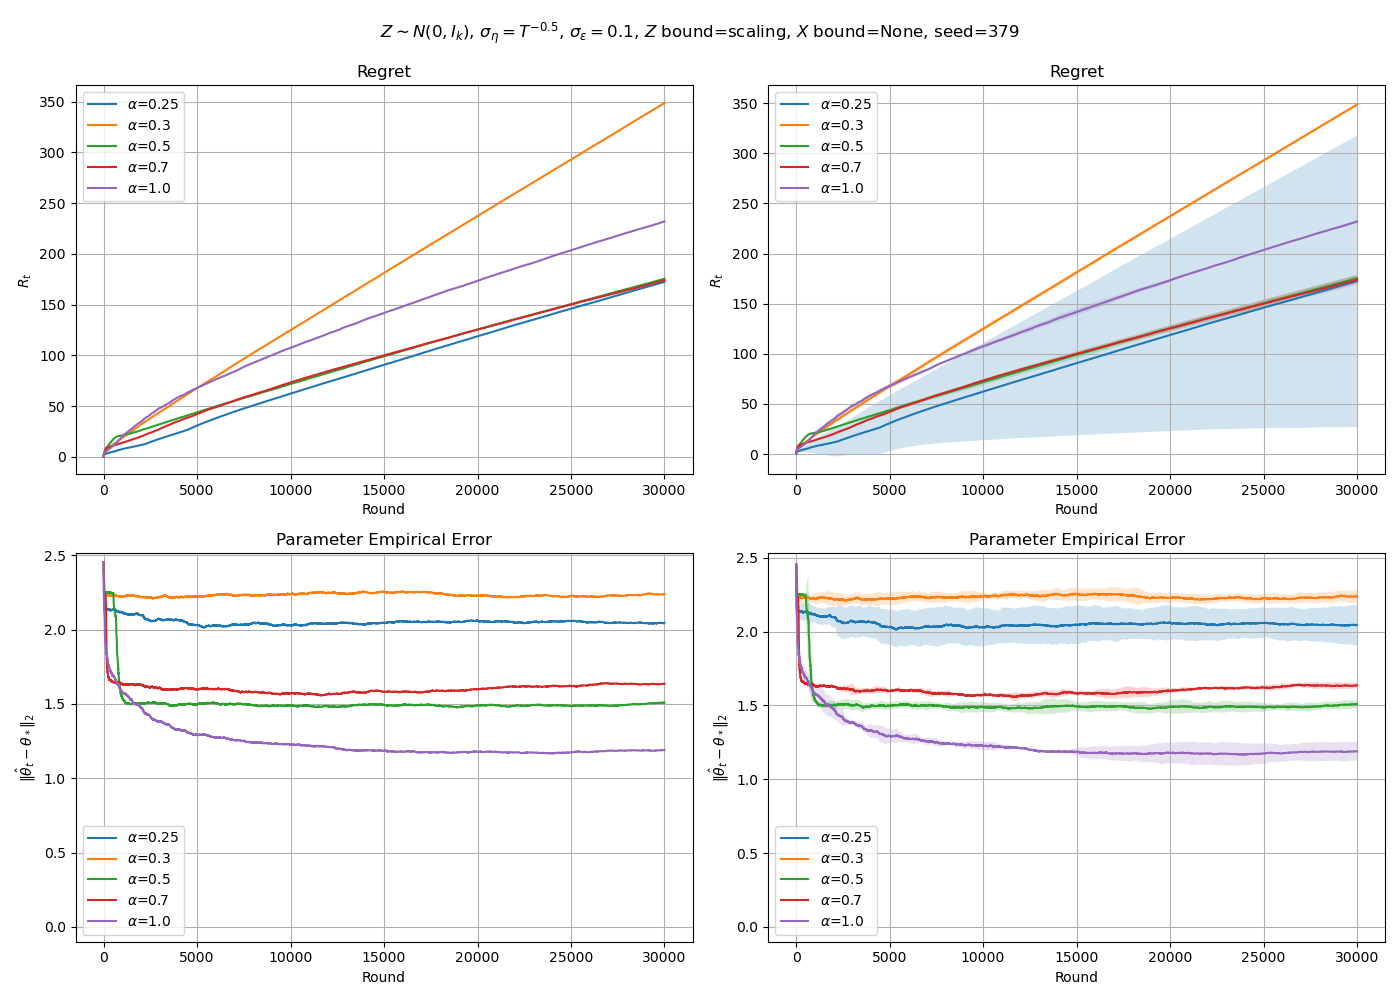 Z ∼ N(0, I_k), σ_η = T^{−0.5}, σ_ε = 0.1, Z bound=scaling, X bound=None, seed=379
Regret
350
300
250
200
150
100
50
0
R_t
α=0.25
α=0.3
α=0.5
α=0.7
α=1.0
0 5000 10000 15000 20000 25000 30000
Round
Regret
350
300
250
200
150
100
50
0
R_t
α=0.25
α=0.3
α=0.5
α=0.7
α=1.0
0 5000 10000 15000 20000 25000 30000
Round
Parameter Empirical Error
2.5
2.0
1.5
1.0
0.5
0.0
‖θ̂_t − θ_*‖_2
α=0.25
α=0.3
α=0.5
α=0.7
α=1.0
0 5000 10000 15000 20000 25000 30000
Round
Parameter Empirical Error
2.5
2.0
1.5
1.0
0.5
0.0
‖θ̂_t − θ_*‖_2
α=0.25
α=0.3
α=0.5
α=0.7
α=1.0
0 5000 10000 15000 20000 25000 30000
Round